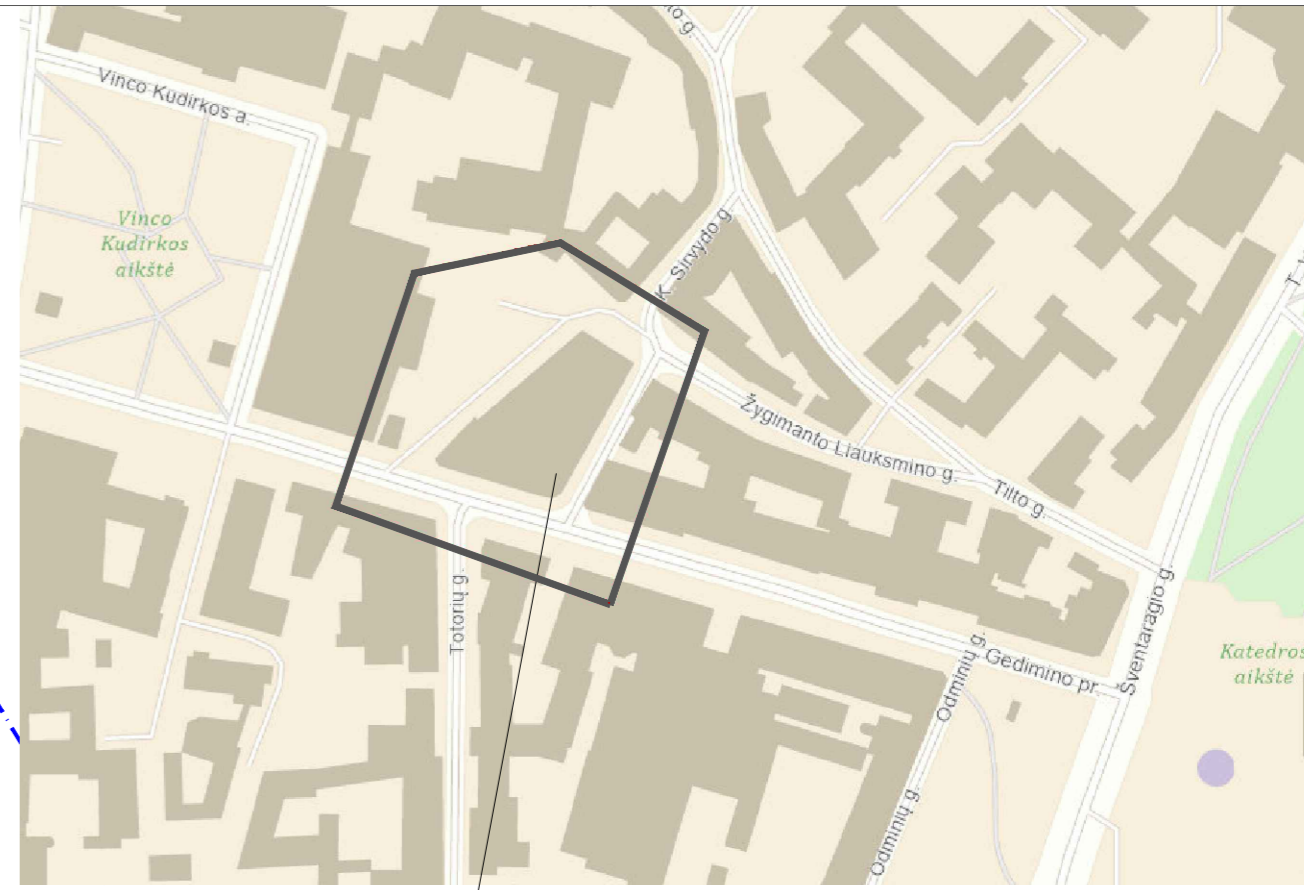 Vinco Kudirkos a.
Vinco
Kudirkos
aikštė
K. Sirvydo g.
Žygimanto Liauksmino g.
Tilto g.
Totorių g.
Odminių g.
Gedimino pr.
Šventaragio g.
Katedros
aikštė
Odminių g.